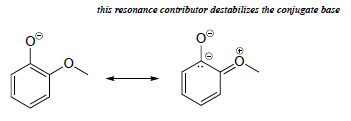 this resonance contributor destabilizes the conjugate base
O⊖ O⊖
O ⊖ ⊕
O